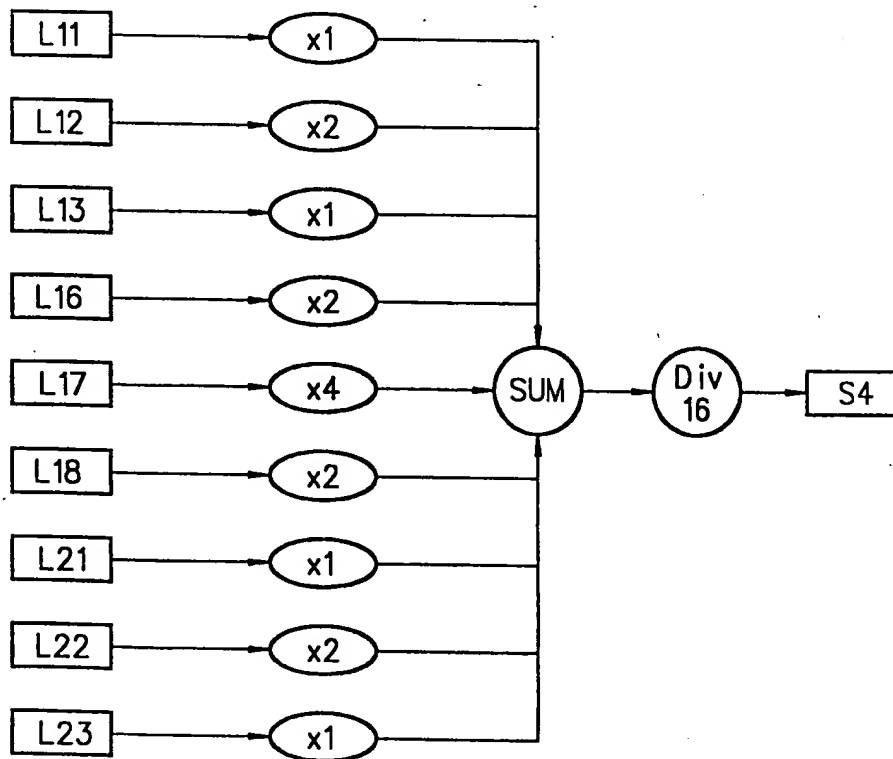 L11 x1
L12 x2
L13 x1
L16 x2
L17 x4 SUM Div 16 S4
L18 x2
L21 x1
L22 x2
L23 x1